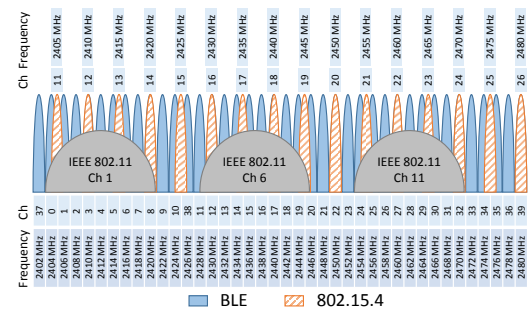 Frequency 2405 MHz 2410 MHz 2415 MHz 2420 MHz 2425 MHz 2430 MHz 2435 MHz 2440 MHz 2445 MHz 2450 MHz 2455 MHz 2460 MHz 2465 MHz 2470 MHz 2475 MHz 2480 MHz
Ch 11 12 13 14 15 16 17 18 19 20 21 22 23 24 25 26
IEEE 802.11 IEEE 802.11 IEEE 802.11
Ch 1 Ch 6 Ch 11
Ch 37 0 1 2 3 4 5 6 7 8 9 10 38 11 12 13 14 15 16 17 18 19 20 21 22 23 24 25 26 27 28 29 30 31 32 33 34 35 36 39
Frequency 2402 MHz 2404 MHz 2406 MHz 2408 MHz 2410 MHz 2412 MHz 2414 MHz 2416 MHz 2418 MHz 2420 MHz 2422 MHz 2424 MHz 2426 MHz 2428 MHz 2430 MHz 2432 MHz 2434 MHz 2436 MHz 2438 MHz 2440 MHz 2442 MHz 2444 MHz 2446 MHz 2448 MHz 2450 MHz 2452 MHz 2454 MHz 2456 MHz 2458 MHz 2460 MHz 2462 MHz 2464 MHz 2466 MHz 2468 MHz 2470 MHz 2472 MHz 2474 MHz 2476 MHz 2478 MHz 2480 MHz
BLE 802.15.4